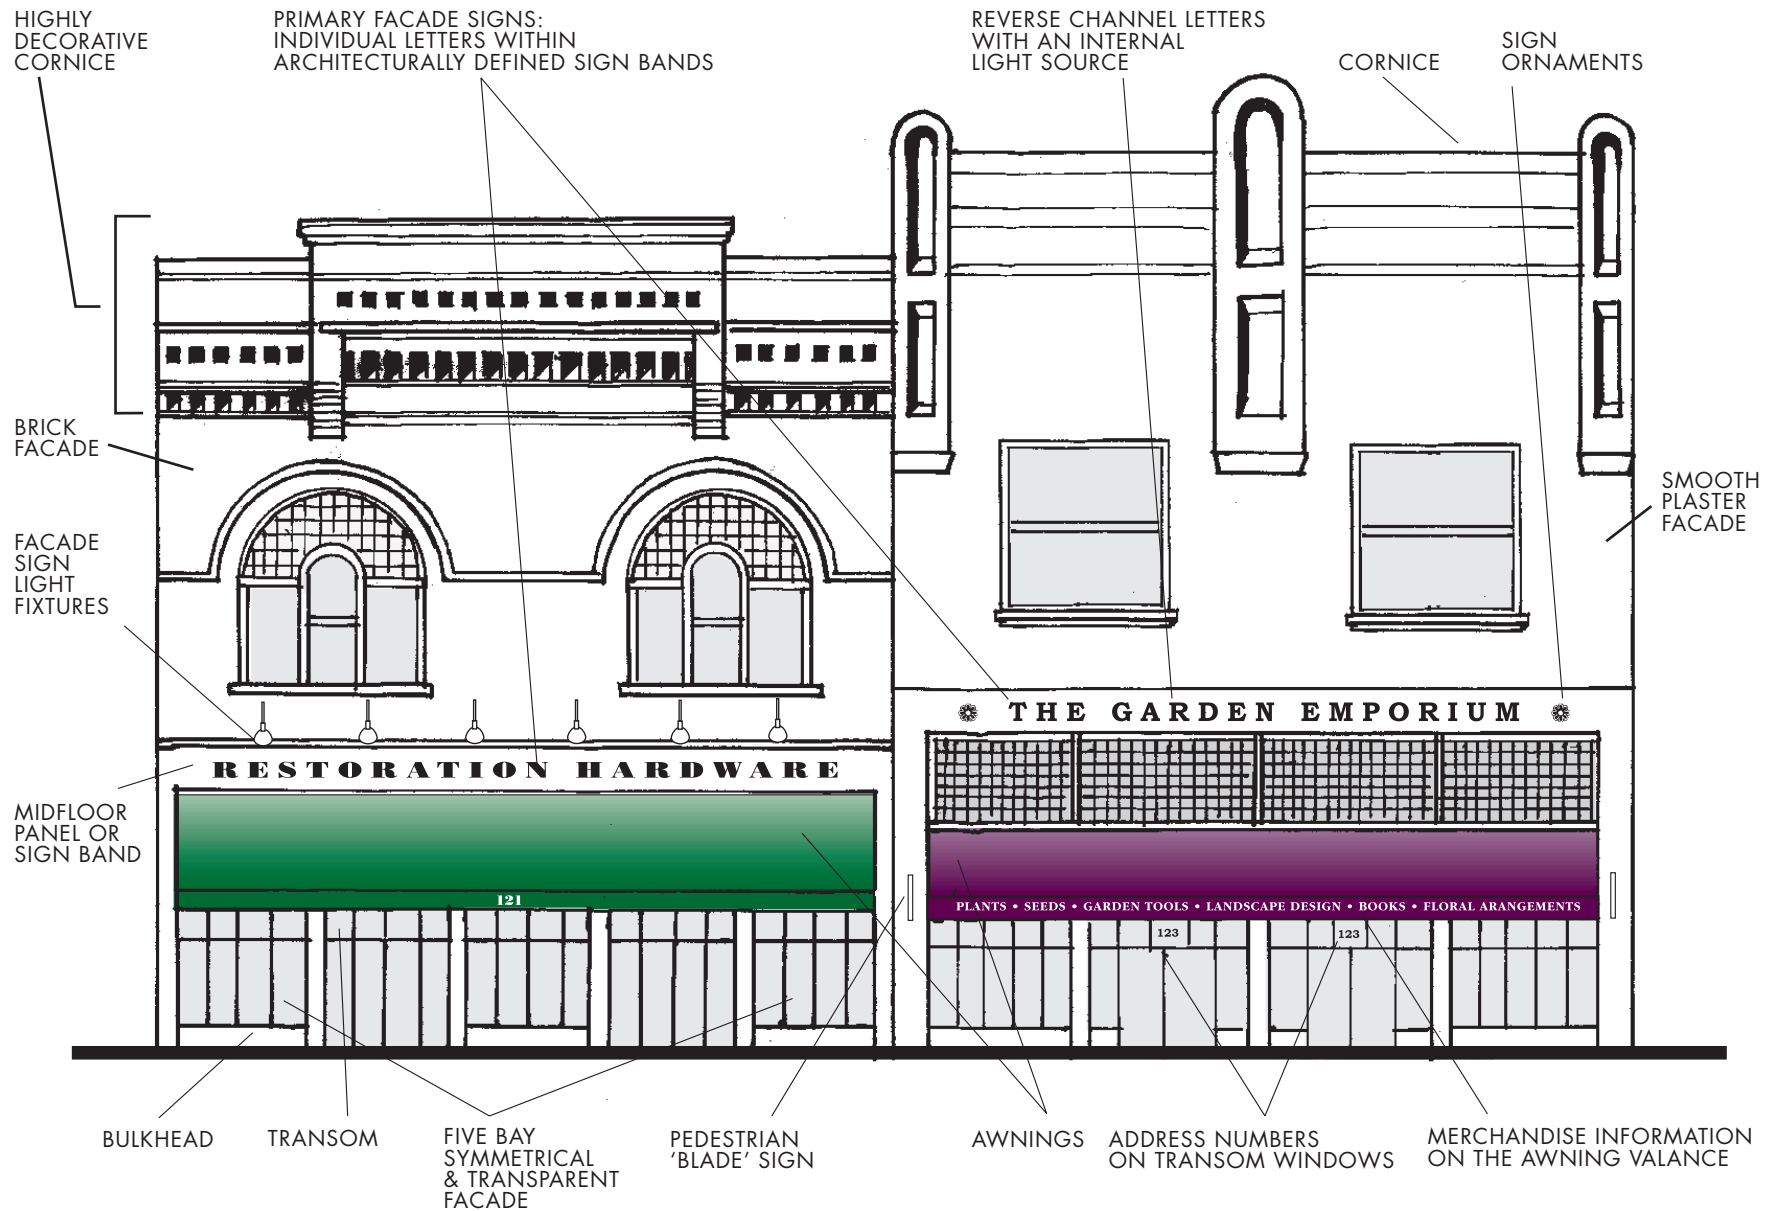 HIGHLY
DECORATIVE
CORNICE
PRIMARY FACADE SIGNS:
INDIVIDUAL LETTERS WITHIN
ARCHITECTURALLY DEFINED SIGN BANDS
REVERSE CHANNEL LETTERS
WITH AN INTERNAL
LIGHT SOURCE
CORNICE
SIGN
ORNAMENTS
BRICK
FACADE
SMOOTH
PLASTER
FACADE
FACADE
SIGN
LIGHT
FIXTURES
THE GARDEN EMPORIUM
RESTORATION HARDWARE
MIDFLOOR
PANEL OR
SIGN BAND
121
PLANTS • SEEDS • GARDEN TOOLS • LANDSCAPE DESIGN • BOOKS • FLORAL ARANGEMENTS
123
123
BULKHEAD
TRANSOM
FIVE BAY
SYMMETRICAL
& TRANSPARENT
FACADE
PEDESTRIAN
'BLADE' SIGN
AWNINGS
ADDRESS NUMBERS
ON TRANSOM WINDOWS
MERCHANDISE INFORMATION
ON THE AWNING VALANCE